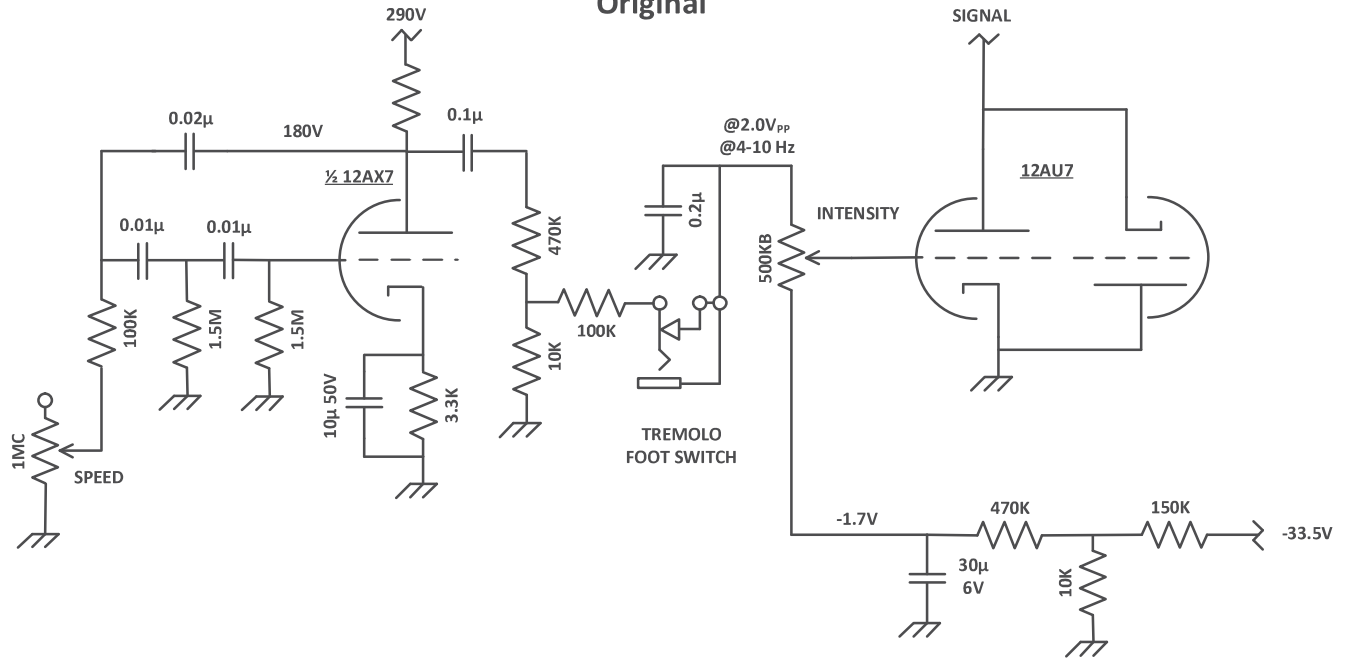 Original
290V
SIGNAL
0.02µ
180V
0.1µ
@2.0VPP
@4-10 Hz
½ 12AX7
12AU7
0.01µ
0.01µ
0.2µ
INTENSITY
470K
500KB
100K
1.5M
1.5M
100K
10K
10µ 50V
3.3K
1MC
SPEED
TREMOLO
FOOT SWITCH
-1.7V
470K
150K
-33.5V
30µ
6V
10K